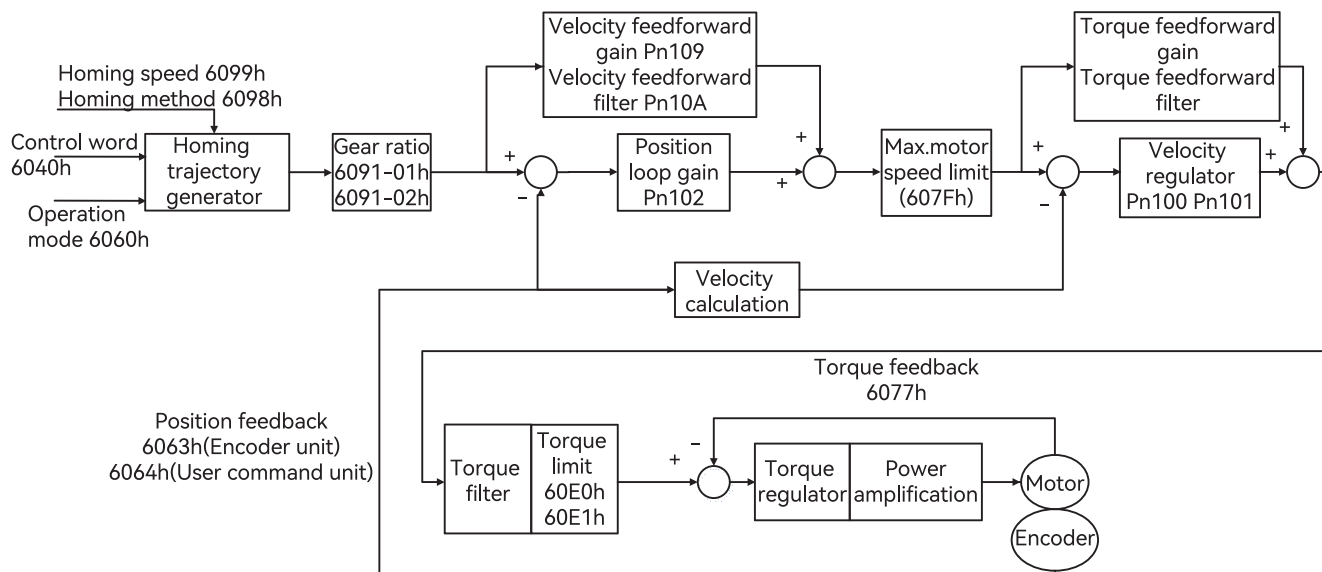 Homing speed 6099h
Homing method 6098h
Control word
6040h
Operation
mode 6060h
Homing
trajectory
generator
Gear ratio
6091-01h
6091-02h
+
−
Velocity feedforward
gain Pn109
Velocity feedforward
filter Pn10A
Position
loop gain
Pn102
+
+
Max.motor
speed limit
(607Fh)
+
−
Torque feedforward
gain
Torque feedforward
filter
Velocity
regulator
Pn100 Pn101
+
+
Velocity
calculation
Torque feedback
6077h
Position feedback
6063h(Encoder unit)
6064h(User command unit)
Torque
filter
Torque
limit
60E0h
60E1h
+
−
Torque
regulator
Power
amplification
Motor
Encoder